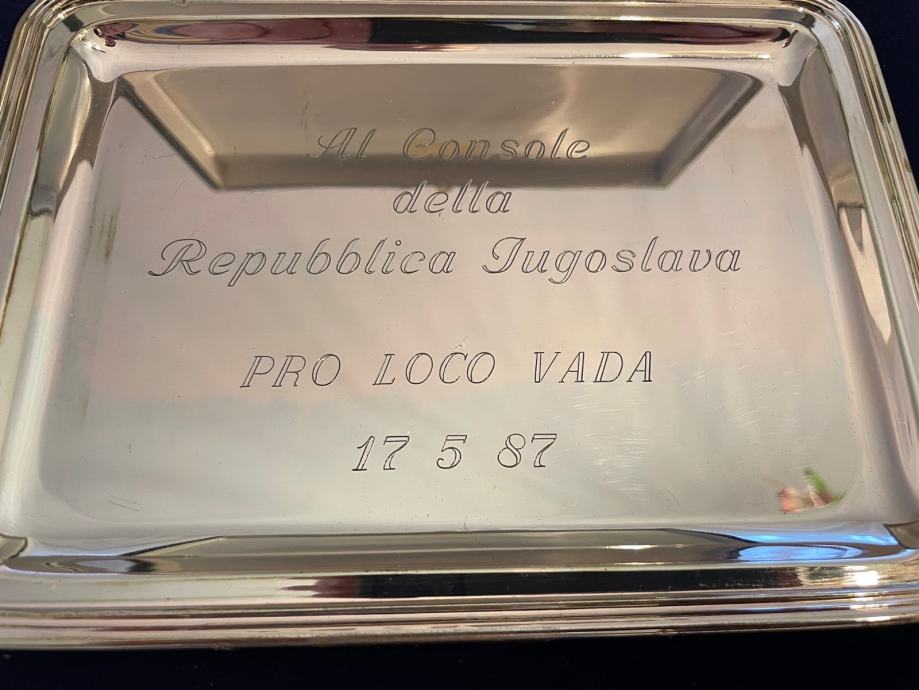 Al Console
della
Repubblica Jugoslava
PRO LOCO VADA
17 5 87